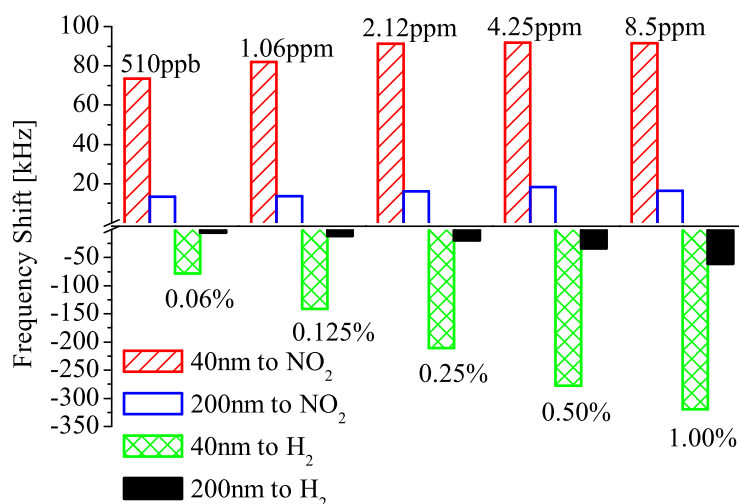 100
80
60
40
20
-50
-100
-150
-200
-250
-300
-350
Frequency Shift [kHz]
510ppb
1.06ppm
2.12ppm
4.25ppm
8.5ppm
0.06%
0.125%
0.25%
0.50%
1.00%
40nm to NO₂
200nm to NO₂
40nm to H₂
200nm to H₂